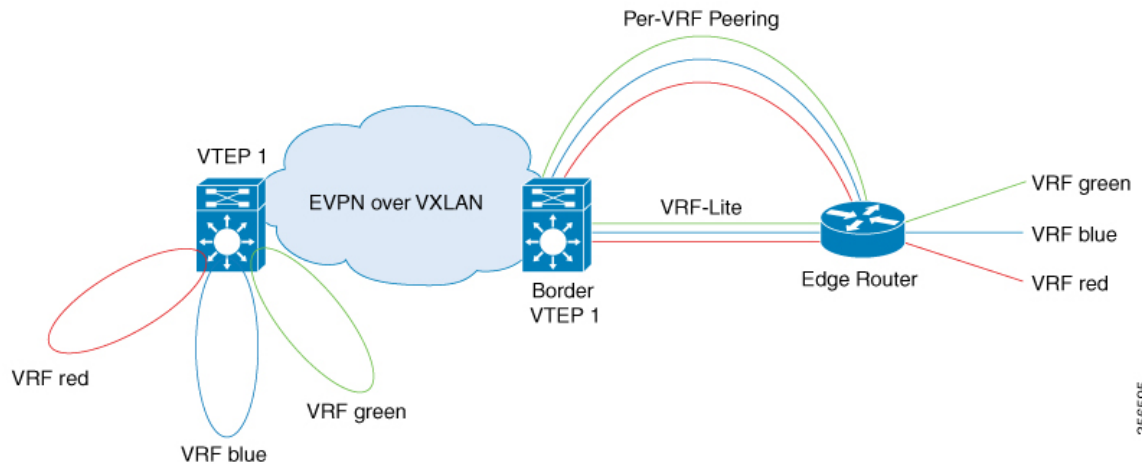 Per-VRF Peering
VTEP 1
EVPN over VXLAN
VRF-Lite
VRF green
VRF blue
VRF red
Edge Router
Border
VTEP 1
VRF red
VRF green
VRF blue